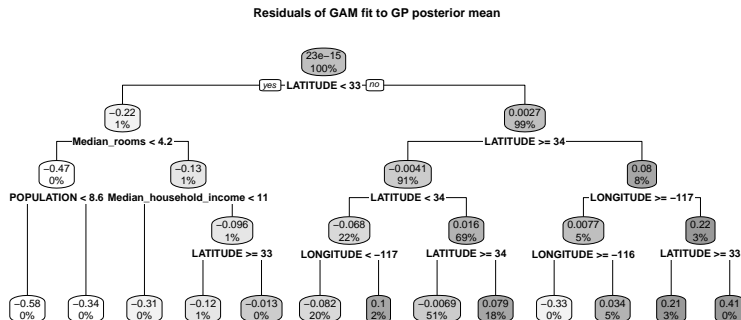 Residuals of GAM fit to GP posterior mean
23e−15
100%
yes LATITUDE < 33 no
−0.22 0.0027
1% 99%
Median_rooms < 4.2 LATITUDE >= 34
−0.47 −0.13 −0.0041 0.08
0% 1% 91% 8%
POPULATION < 8.6 Median_household_income < 11 LATITUDE < 34 LONGITUDE >= −117
−0.096 −0.068 0.016 0.0077 0.22
1% 22% 69% 5% 3%
LATITUDE >= 33 LONGITUDE < −117 LATITUDE >= 34 LONGITUDE >= −116 LATITUDE >= 33
−0.58 −0.34 −0.31 −0.12 −0.013 −0.082 0.1 −0.0069 0.079 −0.33 0.034 0.21 0.41
0% 0% 0% 1% 0% 20% 2% 51% 18% 0% 5% 3% 0%